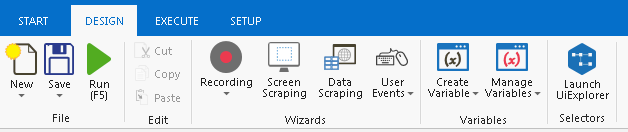 START DESIGN EXECUTE SETUP
New Save Run (F5)
Cut
Copy
Paste
Recording Screen Scraping Data Scraping User Events
Create Variable Manage Variables
Launch UiExplorer
File Edit Wizards Variables Selectors